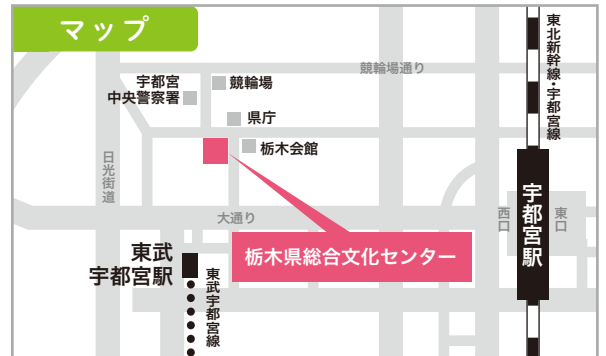 マップ
競輪場通り
東北新幹線・宇都宮線
宇都宮
中央警察署
競輪場
県庁
栃木会館
日光街道
大通り
西口
宇都宮駅
東口
栃木県総合文化センター
東武
宇都宮駅
東武宇都宮線